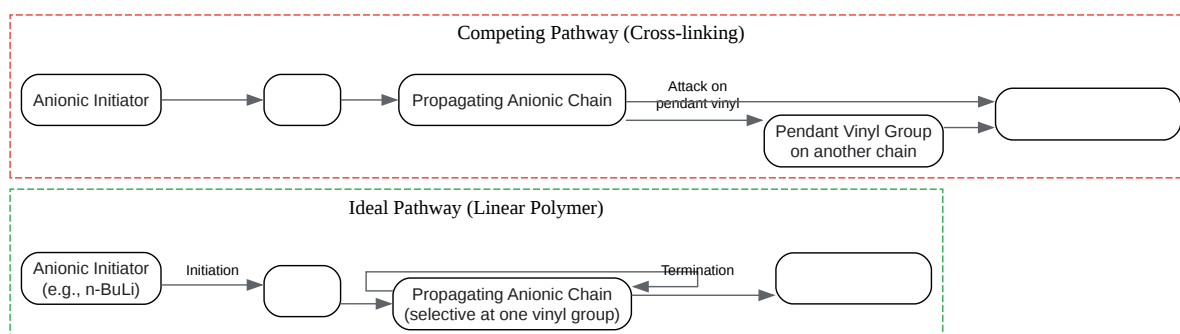 Competing Pathway (Cross-linking)
Anionic Initiator
Propagating Anionic Chain
Attack on
pendant vinyl
Pendant Vinyl Group
on another chain
Ideal Pathway (Linear Polymer)
Anionic Initiator
(e.g., n-BuLi)
Initiation
Propagating Anionic Chain
(selective at one vinyl group)
Termination